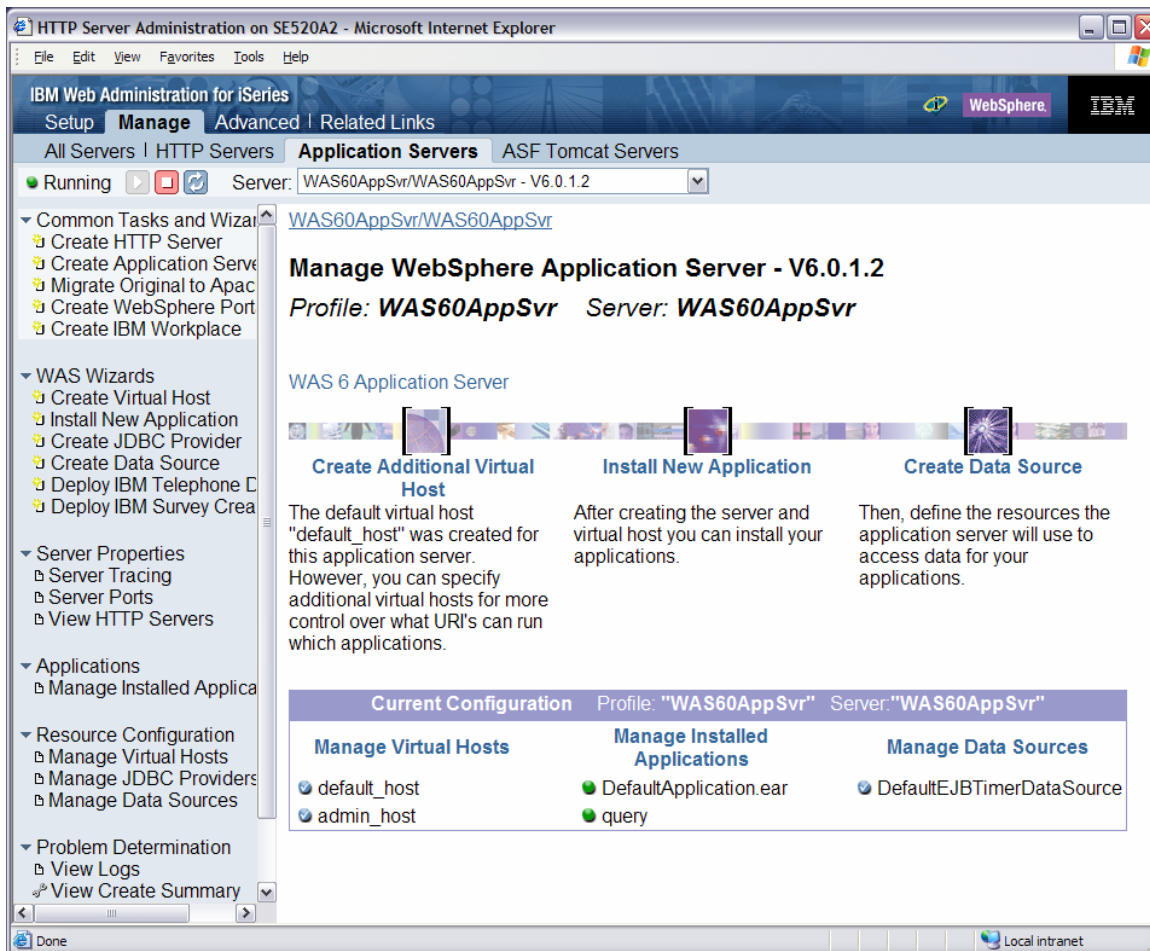 HTTP Server Administration on SE520A2 - Microsoft Internet Explorer
File Edit View Favorites Tools Help
IBM Web Administration for iSeries
WebSphere. IBM
Setup Manage Advanced | Related Links
All Servers | HTTP Servers Application Servers ASF Tomcat Servers
Running Server: WAS60AppSvr/WAS60AppSvr - V6.0.1.2
Common Tasks and Wizar
Create HTTP Server
Create Application Serve
Migrate Original to Apac
Create WebSphere Port
Create IBM Workplace
WAS Wizards
Create Virtual Host
Install New Application
Create JDBC Provider
Create Data Source
Deploy IBM Telephone D
Deploy IBM Survey Crea
Server Properties
Server Tracing
Server Ports
View HTTP Servers
Applications
Manage Installed Applica
Resource Configuration
Manage Virtual Hosts
Manage JDBC Providers
Manage Data Sources
Problem Determination
View Logs
View Create Summary
WAS60AppSvr/WAS60AppSvr
Manage WebSphere Application Server - V6.0.1.2
Profile: WAS60AppSvr Server: WAS60AppSvr
WAS 6 Application Server
Create Additional Virtual
Host
The default virtual host
"default_host" was created for
this application server.
However, you can specify
additional virtual hosts for more
control over what URI's can run
which applications.
Install New Application
After creating the server and
virtual host you can install your
applications.
Create Data Source
Then, define the resources the
application server will use to
access data for your
applications.
Current Configuration Profile: "WAS60AppSvr" Server:"WAS60AppSvr"
Manage Virtual Hosts
default_host
admin_host
Manage Installed
Applications
DefaultApplication.ear
query
Manage Data Sources
DefaultEJBTimerDataSource
Done
Local intranet